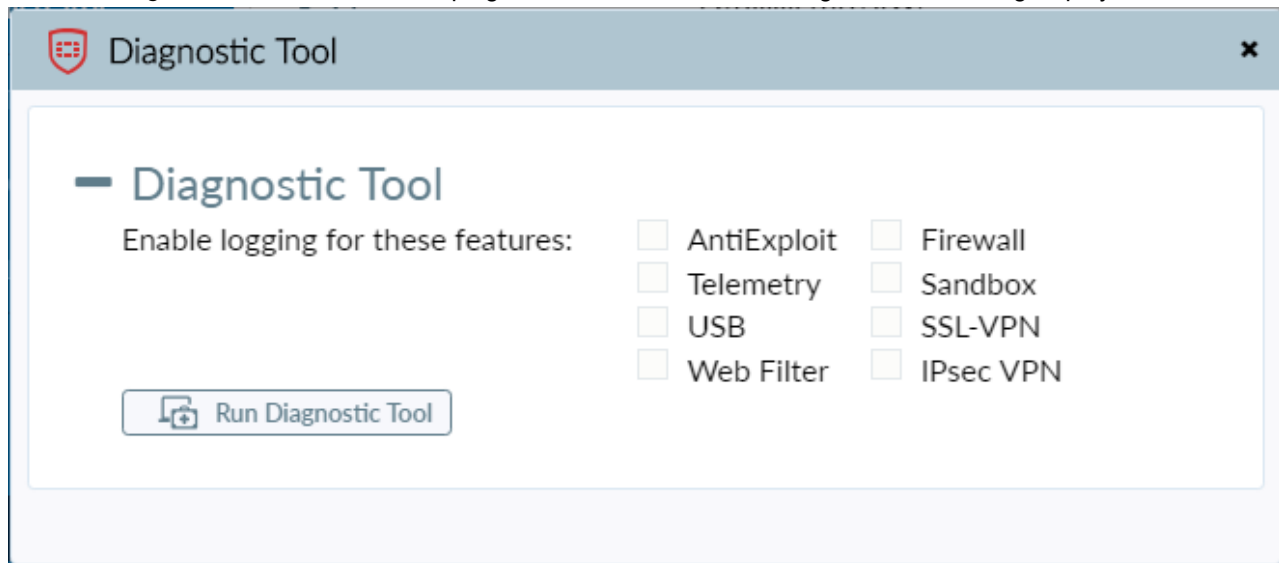 Diagnostic Tool
Diagnostic Tool
Enable logging for these features:
AntiExploit
Firewall
Telemetry
Sandbox
USB
SSL-VPN
Web Filter
IPsec VPN
Run Diagnostic Tool